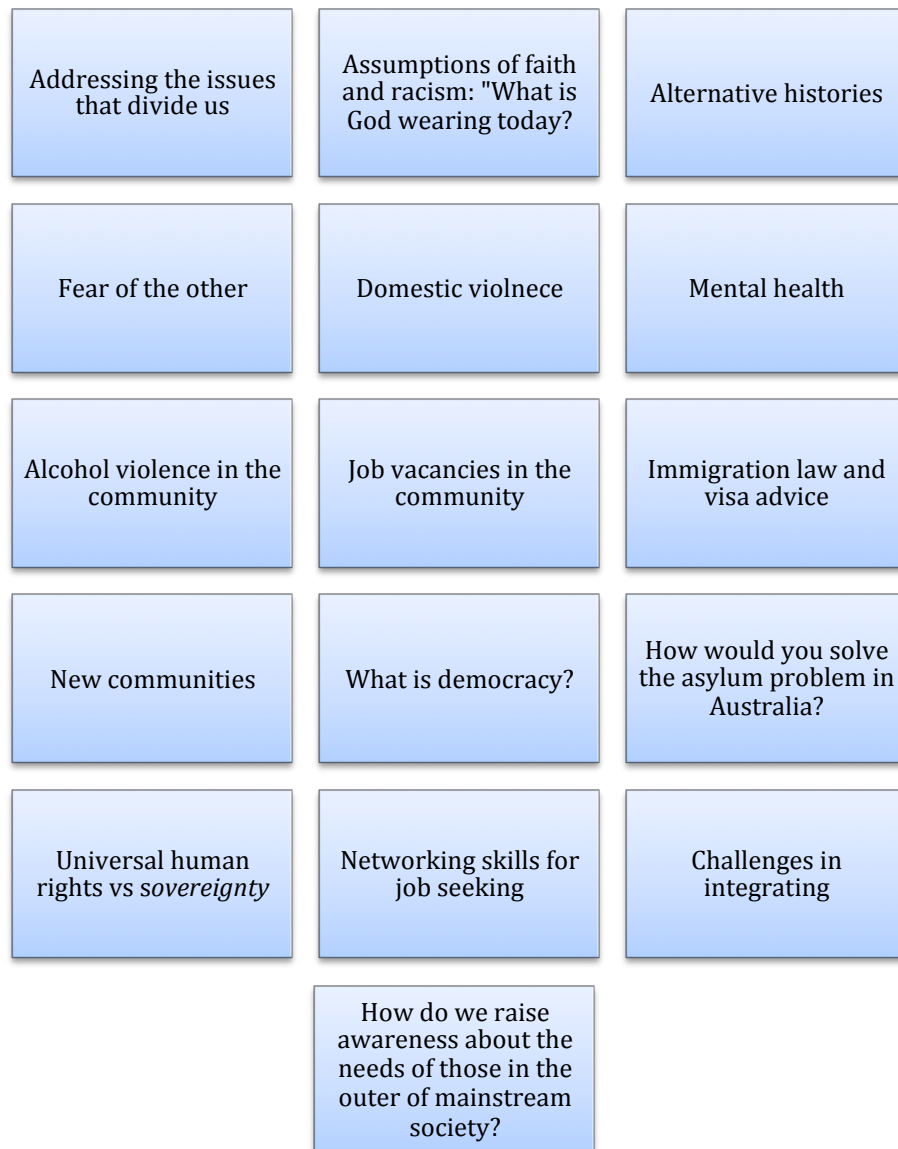 Addressing the issues
that divide us
Assumptions of faith
and racism: "What is
God wearing today?
Alternative histories
Fear of the other
Domestic violnece
Mental health
Alcohol violence in the
community
Job vacancies in the
community
Immigration law and
visa advice
New communities
What is democracy?
How would you solve
the asylum problem in
Australia?
Universal human
rights vs sovereignty
Networking skills for
job seeking
Challenges in
integrating
How do we raise
awareness about the
needs of those in the
outer of mainstream
society?